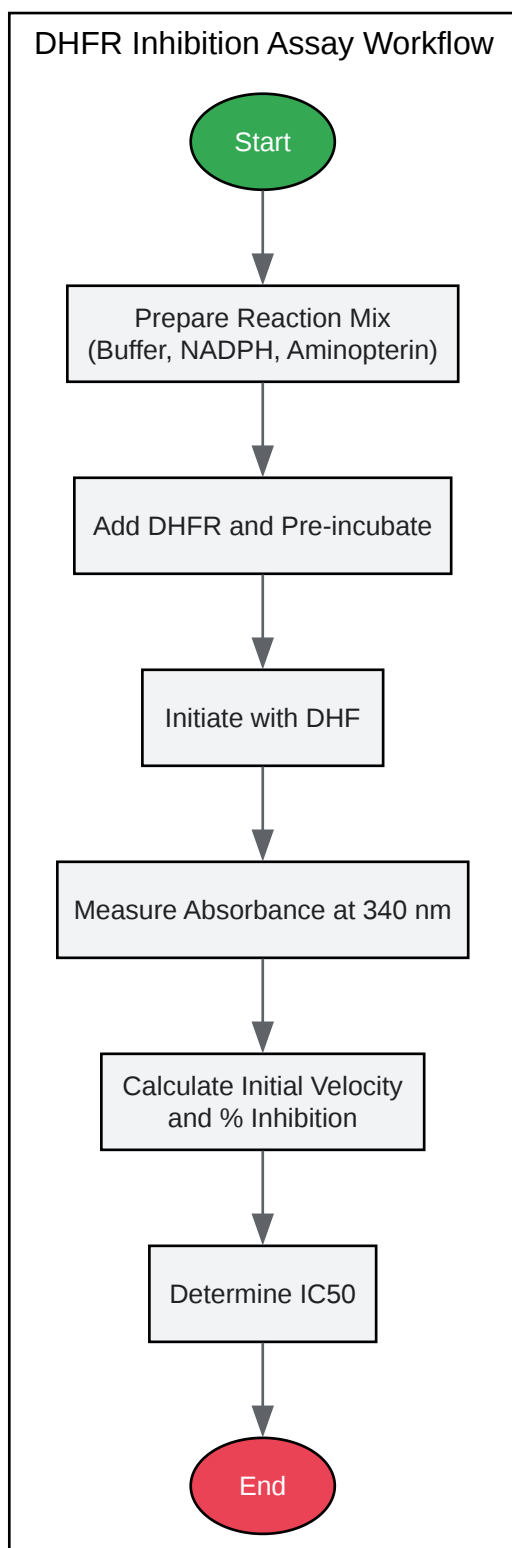 DHFR Inhibition Assay Workflow
Start
Prepare Reaction Mix
(Buffer, NADPH, Aminopterin)
Add DHFR and Pre-incubate
Initiate with DHF
Measure Absorbance at 340 nm
Calculate Initial Velocity
and % Inhibition
Determine IC50
End